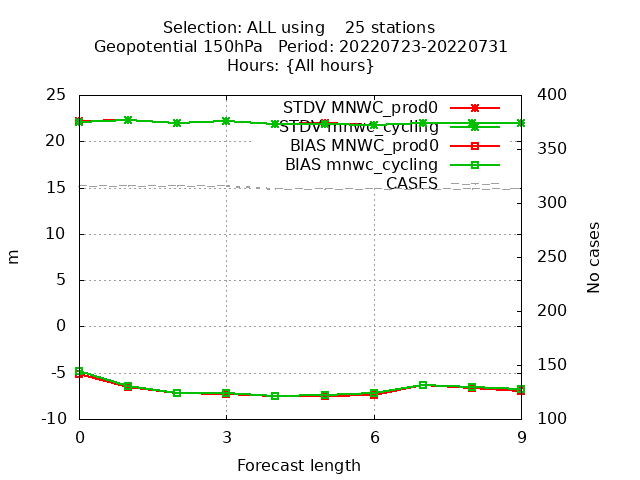 Selection: ALL using    25 stations
Geopotential 150hPa   Period: 20220723-20220731
Hours: {All hours}
25
20
15
10
5
0
-5
-10
m
400
350
300
250
200
150
100
No cases
STDV MNWC_prod0
STDV mnwc_cycling
BIAS MNWC_prod0
BIAS mnwc_cycling
CASES
0
3
6
9
Forecast length